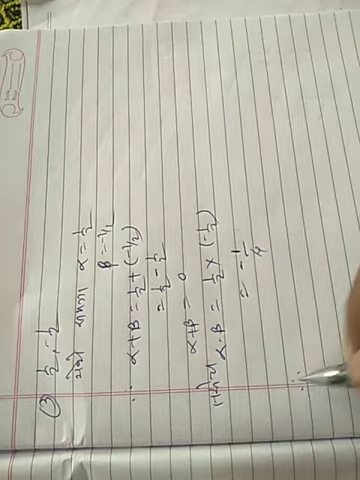 ③ 1/2, -1/2
α = 1/2
β = -1/2
∴ α+β = 1/2 + (-1/2)
= 1/2 - 1/2
α+β = 0
α·β = 1/2 × (-1/2)
= -1/4
∴